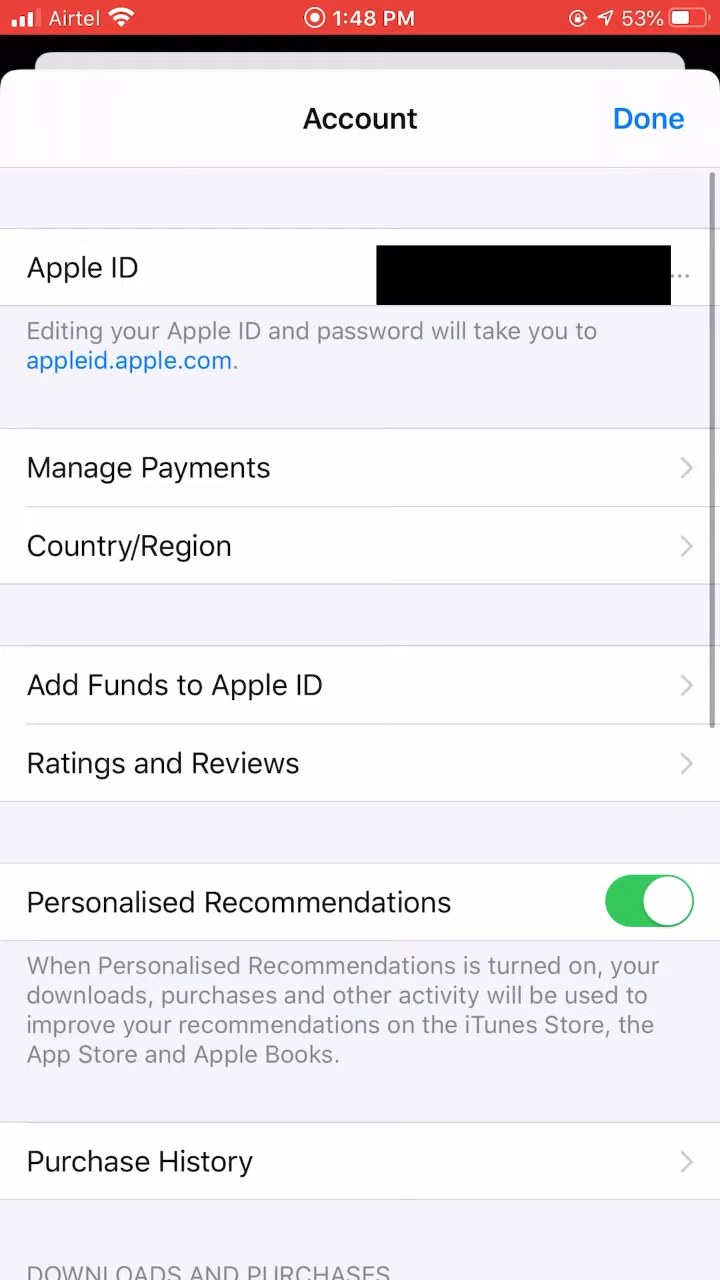 Airtel 1:48 PM 53%
Account Done
Apple ID ...
Editing your Apple ID and password will take you to
appleid.apple.com.
Manage Payments
Country/Region
Add Funds to Apple ID
Ratings and Reviews
Personalised Recommendations
When Personalised Recommendations is turned on, your
downloads, purchases and other activity will be used to
improve your recommendations on the iTunes Store, the
App Store and Apple Books.
Purchase History
DOWNLOADS AND PURCHASES